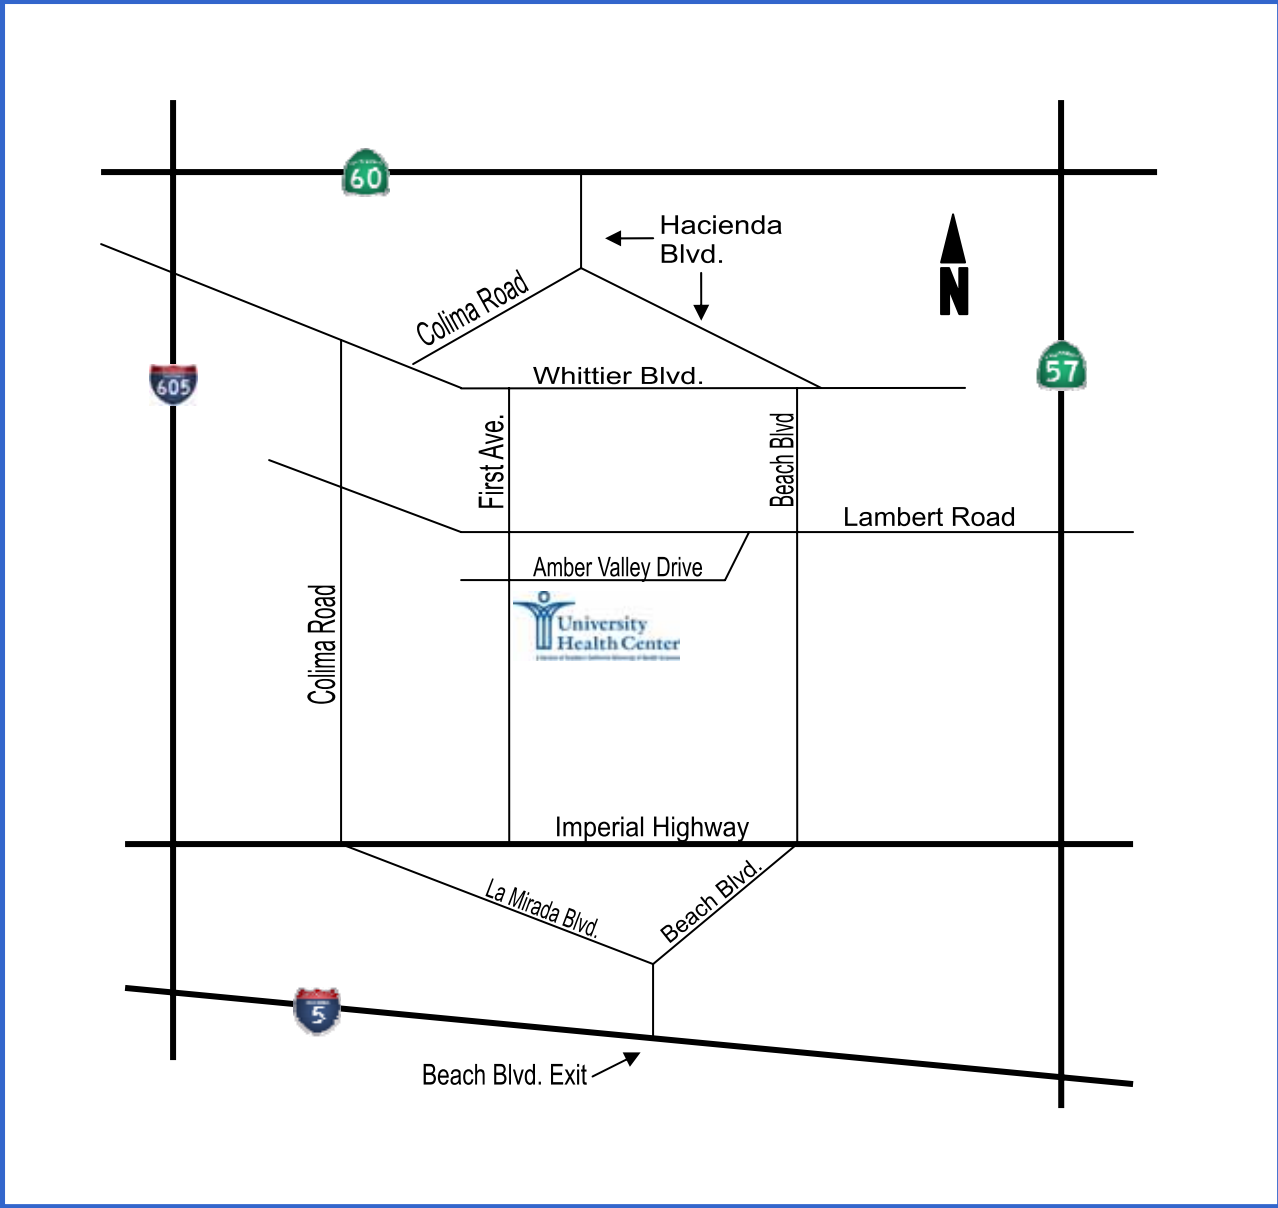 60
Hacienda
Blvd.
Colima Road
N
57
605
Whittier Blvd.
First Ave.
Beach Blvd
Lambert Road
Amber Valley Drive
University
Health Center
Colima Road
Imperial Highway
La Mirada Blvd.
Beach Blvd.
5
Beach Blvd. Exit